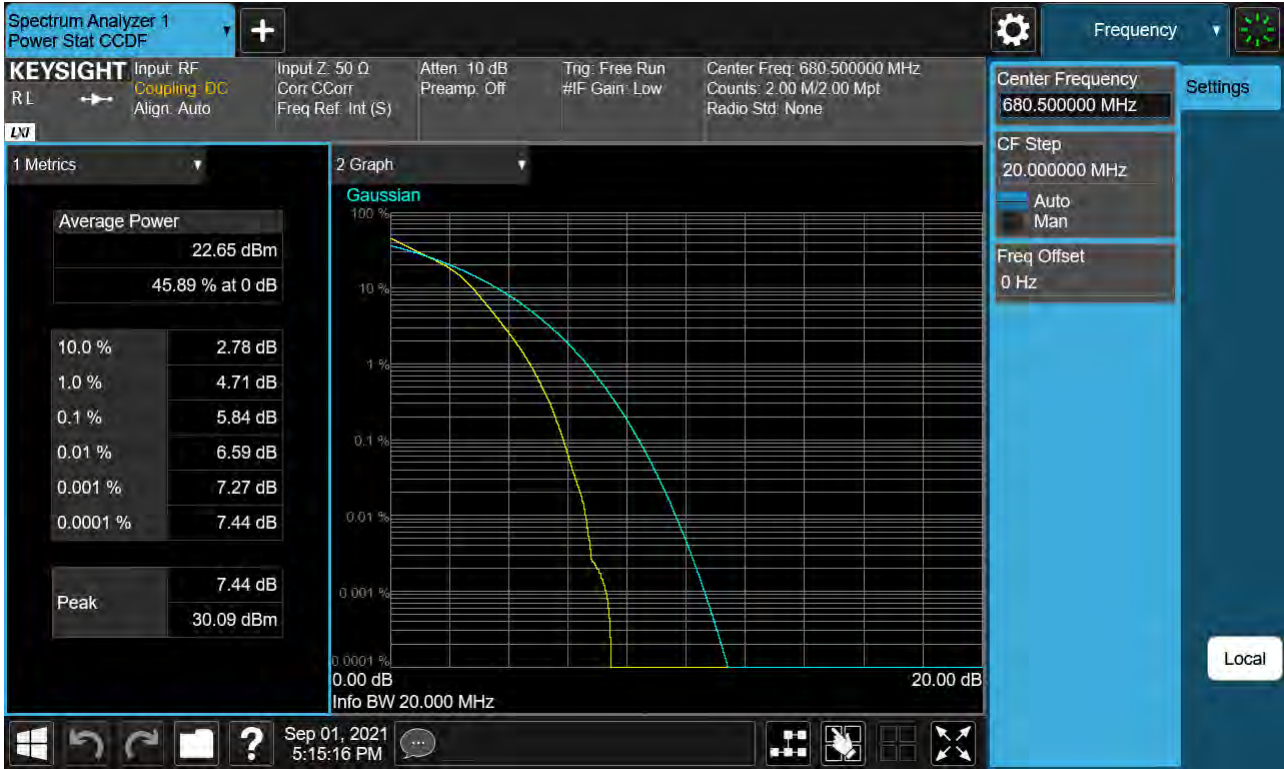 Spectrum Analyzer 1
Power Stat CCDF
Frequency
KEYSIGHT
RL
LXI
Input: RF
Coupling: DC
Align: Auto
Input Z: 50 Ω
Corr CCorr
Freq Ref: Int (S)
Atten: 10 dB
Preamp: Off
Trig: Free Run
#IF Gain: Low
Center Freq: 680.500000 MHz
Counts: 2.00 M/2.00 Mpt
Radio Std: None
Center Frequency
680.500000 MHz
Settings
CF Step
20.000000 MHz
Auto
Man
Freq Offset
0 Hz
1 Metrics
Average Power
22.65 dBm
45.89 % at 0 dB
10.0 % 2.78 dB
1.0 % 4.71 dB
0.1 % 5.84 dB
0.01 % 6.59 dB
0.001 % 7.27 dB
0.0001 % 7.44 dB
Peak
7.44 dB
30.09 dBm
2 Graph
Gaussian
100 %
10 %
1 %
0.1 %
0.01 %
0.001 %
0.0001 %
0.00 dB
20.00 dB
Info BW 20.000 MHz
Local
Sep 01, 2021
5:15:16 PM